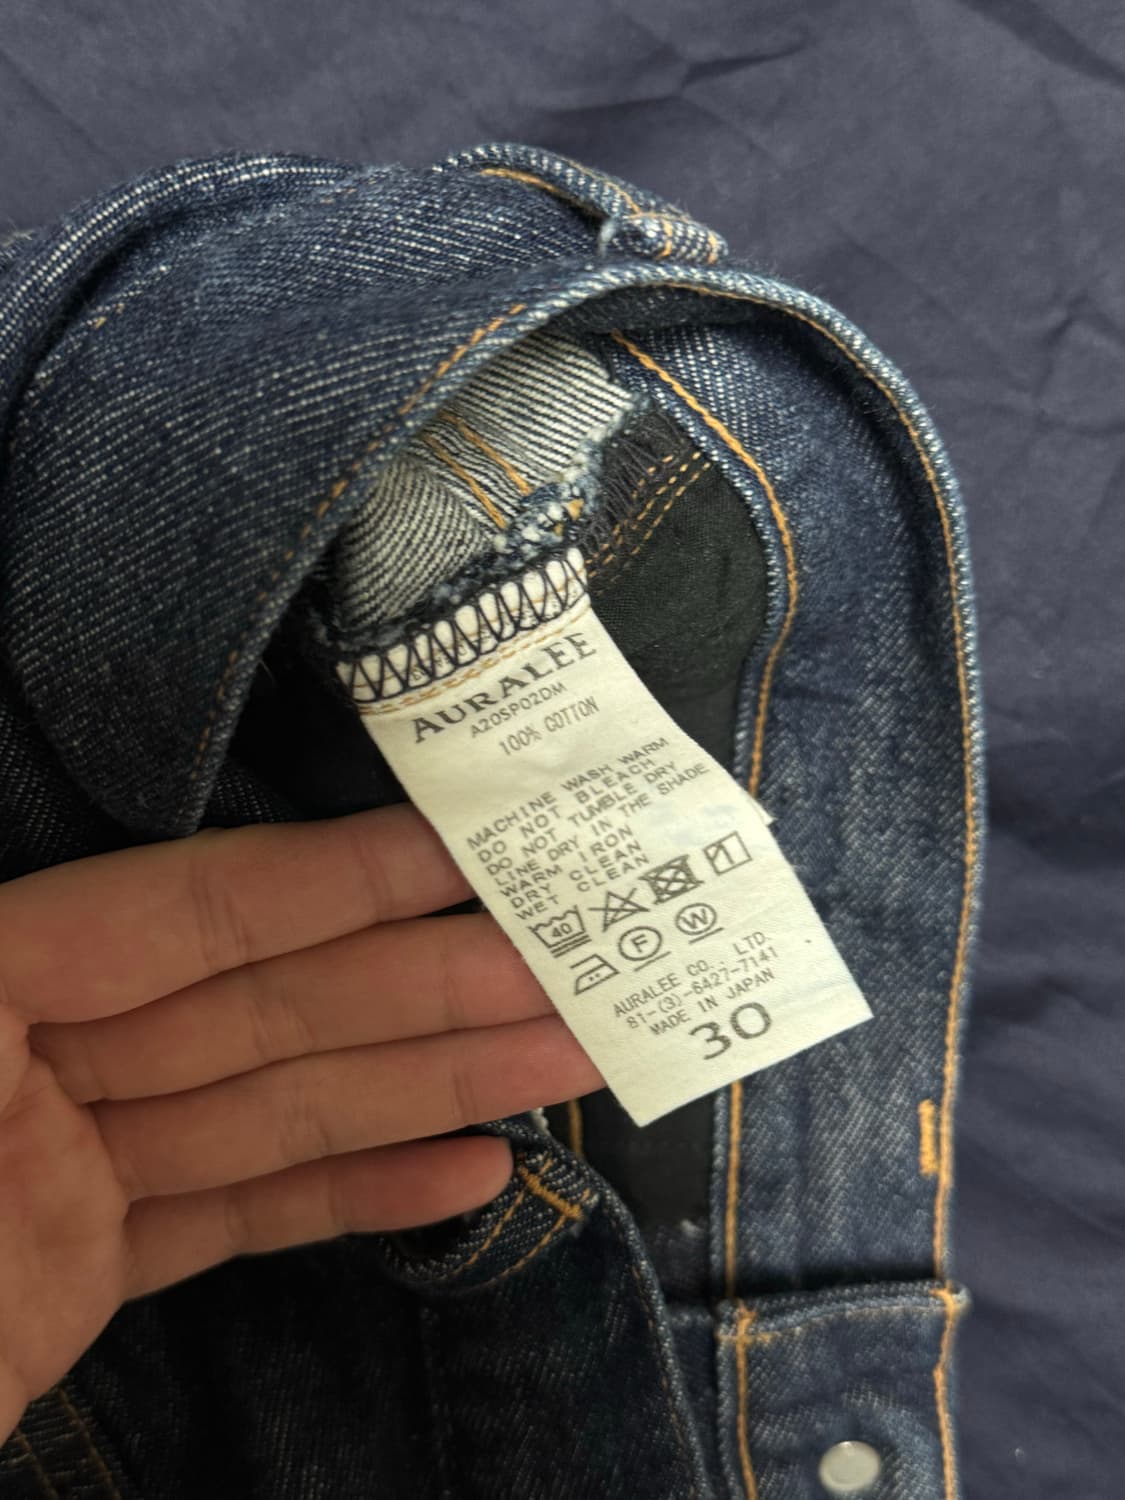 AURALEE
A20SP02DM
100% COTTON
MACHINE WASH WARM
DO NOT BLEACH
DO NOT TUMBLE DRY
LINE DRY IN THE SHADE
WARM IRON
DRY CLEAN
WET CLEAN
40
F W
AURALEE CO., LTD.
81-(3)-6427-7141
MADE IN JAPAN
30